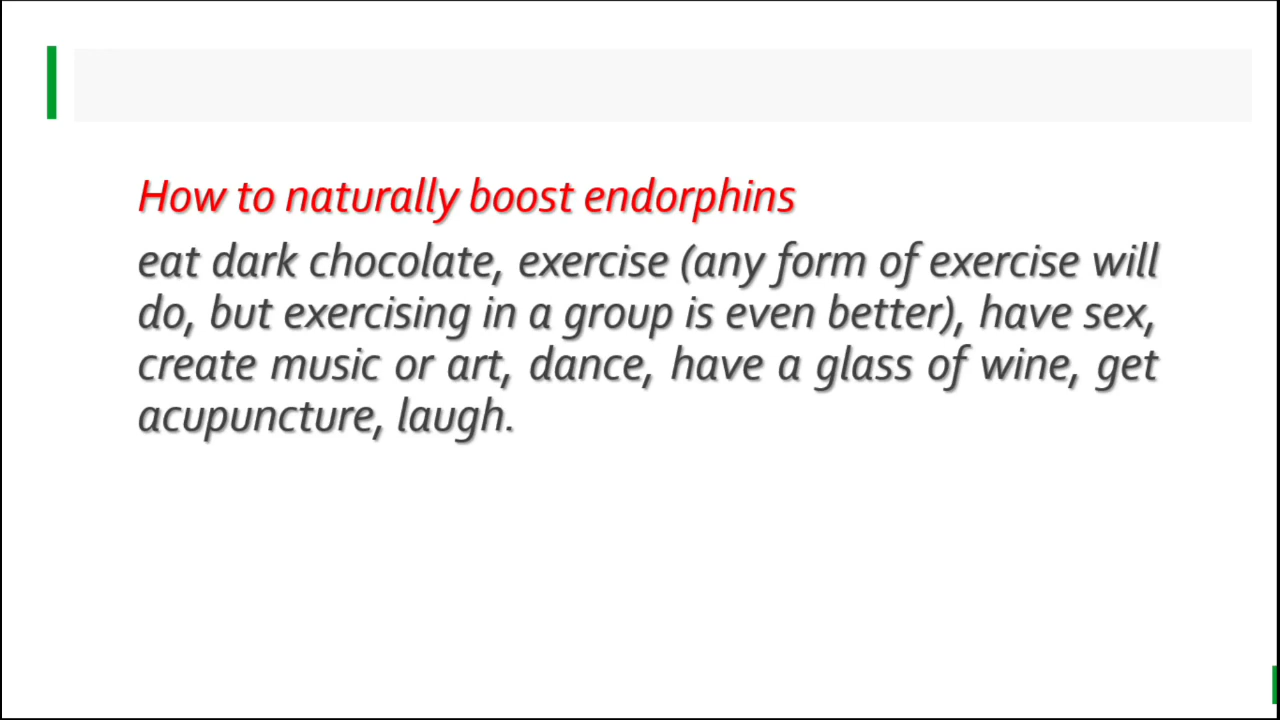 How to naturally boost endorphins
eat dark chocolate, exercise (any form of exercise will
do, but exercising in a group is even better), have sex,
create music or art, dance, have a glass of wine, get
acupuncture, laugh.